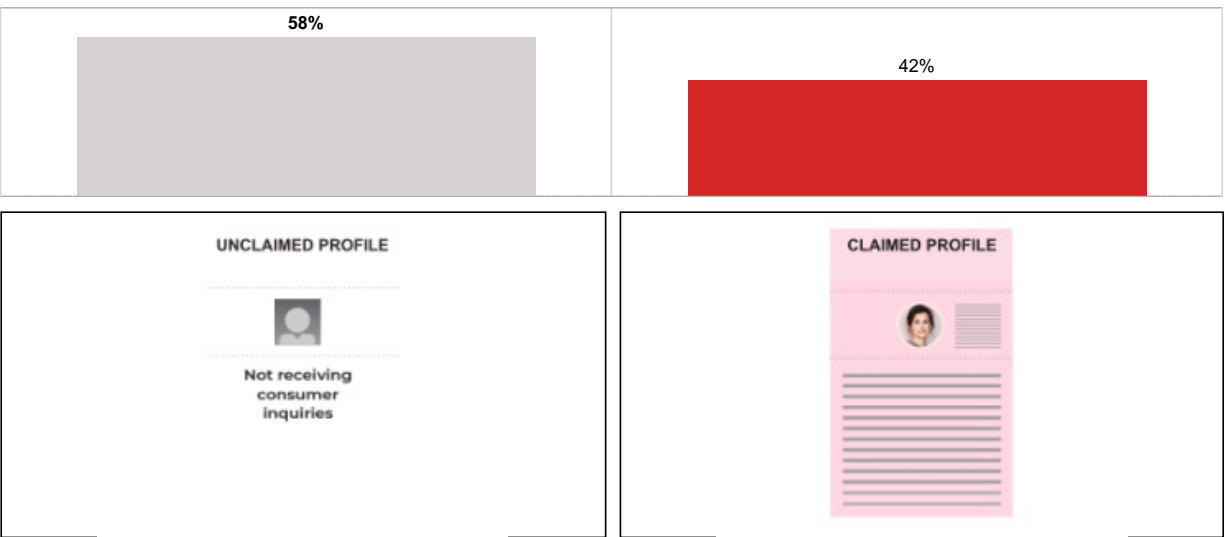 58%
42%
UNCLAIMED PROFILE
Not receiving
consumer
inquiries
CLAIMED PROFILE